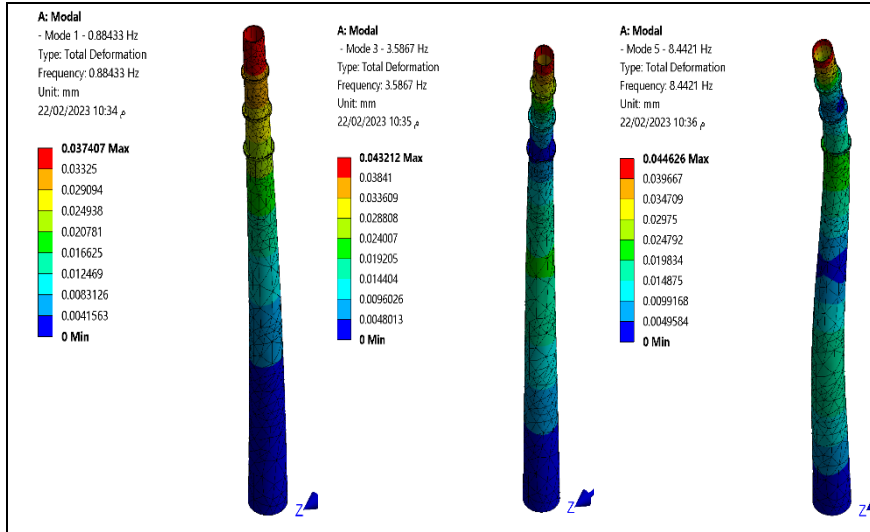 A: Modal
- Mode 1 - 0.88433 Hz
Type: Total Deformation
Frequency: 0.88433 Hz
Unit: mm
22/02/2023 10:34 م
0.037407 Max
0.03325
0.029094
0.024938
0.020781
0.016625
0.012469
0.0083126
0.0041563
0 Min
Z
A: Modal
- Mode 3 - 3.5867 Hz
Type: Total Deformation
Frequency: 3.5867 Hz
Unit: mm
22/02/2023 10:35 م
0.043212 Max
0.03841
0.033609
0.028808
0.024007
0.019205
0.014404
0.0096026
0.0048013
0 Min
Z
A: Modal
- Mode 5 - 8.4421 Hz
Type: Total Deformation
Frequency: 8.4421 Hz
Unit: mm
22/02/2023 10:36 م
0.044626 Max
0.039667
0.034709
0.02975
0.024792
0.019834
0.014875
0.0099168
0.0049584
0 Min
Z